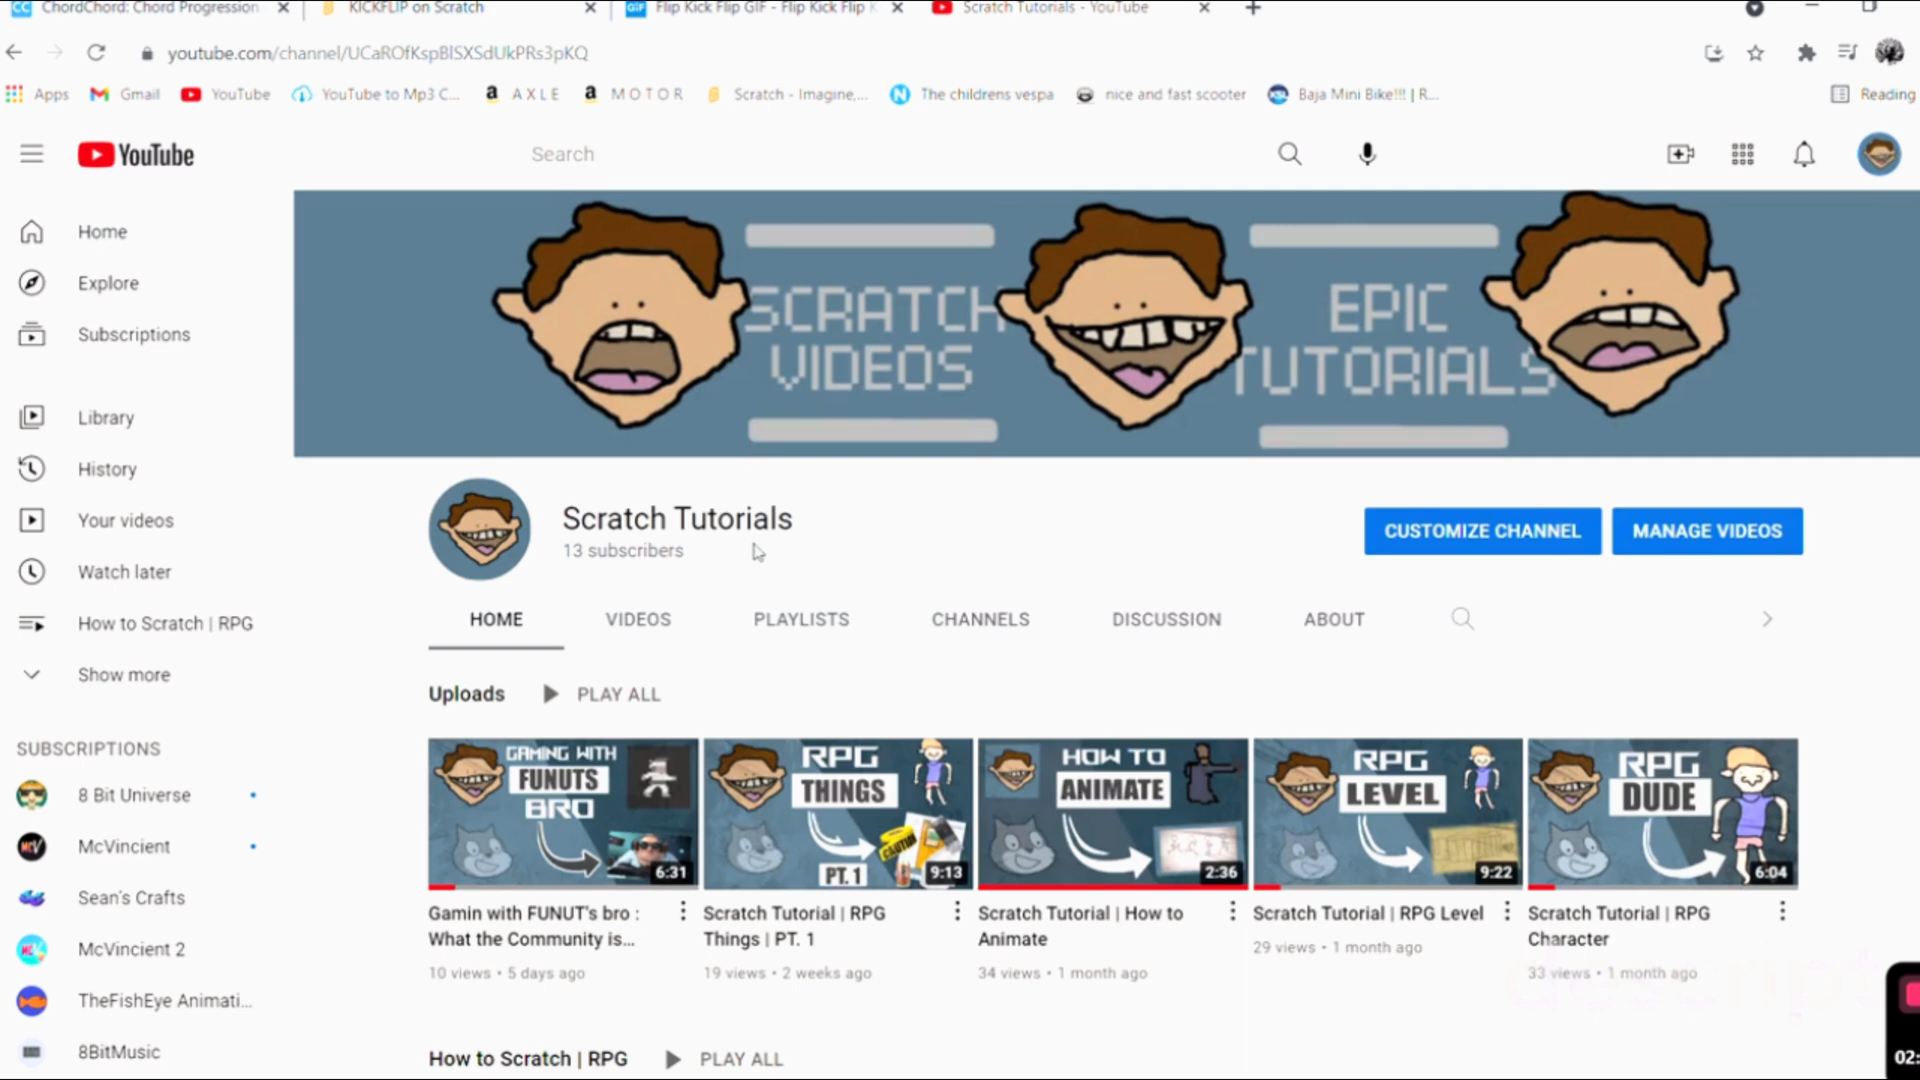 ChordChord: Chord Progression
KICKFLIP on Scratch
Flip Kick Flip GIF - Flip Kick Flip K
Scratch Tutorials - YouTube
youtube.com/channel/UCaROfKspBlSXSdUkPRs3pKQ
Apps
Gmail
YouTube
YouTube to Mp3 C...
A X L E
M O T O R
Scratch - Imagine,...
The childrens vespa
nice and fast scooter
Baja Mini Bike!!! | R...
Reading
YouTube
Search
Home
Explore
Subscriptions
Library
History
Your videos
Watch later
How to Scratch | RPG
Show more
SUBSCRIPTIONS
8 Bit Universe
McVincient
Sean's Crafts
McVincient 2
TheFishEye Animati...
8BitMusic
SCRATCH
VIDEOS
EPIC
TUTORIALS
Scratch Tutorials
13 subscribers
CUSTOMIZE CHANNEL
MANAGE VIDEOS
HOME
VIDEOS
PLAYLISTS
CHANNELS
DISCUSSION
ABOUT
Uploads
PLAY ALL
GAMING WITH
FUNUTS
BRO
6:31
Gamin with FUNUT's bro :
What the Community is...
10 views • 5 days ago
RPG
THINGS
PT. 1
9:13
Scratch Tutorial | RPG
Things | PT. 1
19 views • 2 weeks ago
HOW TO
ANIMATE
2:36
Scratch Tutorial | How to
Animate
34 views • 1 month ago
RPG
LEVEL
9:22
Scratch Tutorial | RPG Level
29 views • 1 month ago
RPG
DUDE
6:04
Scratch Tutorial | RPG
Character
33 views • 1 month ago
How to Scratch | RPG
PLAY ALL
02: